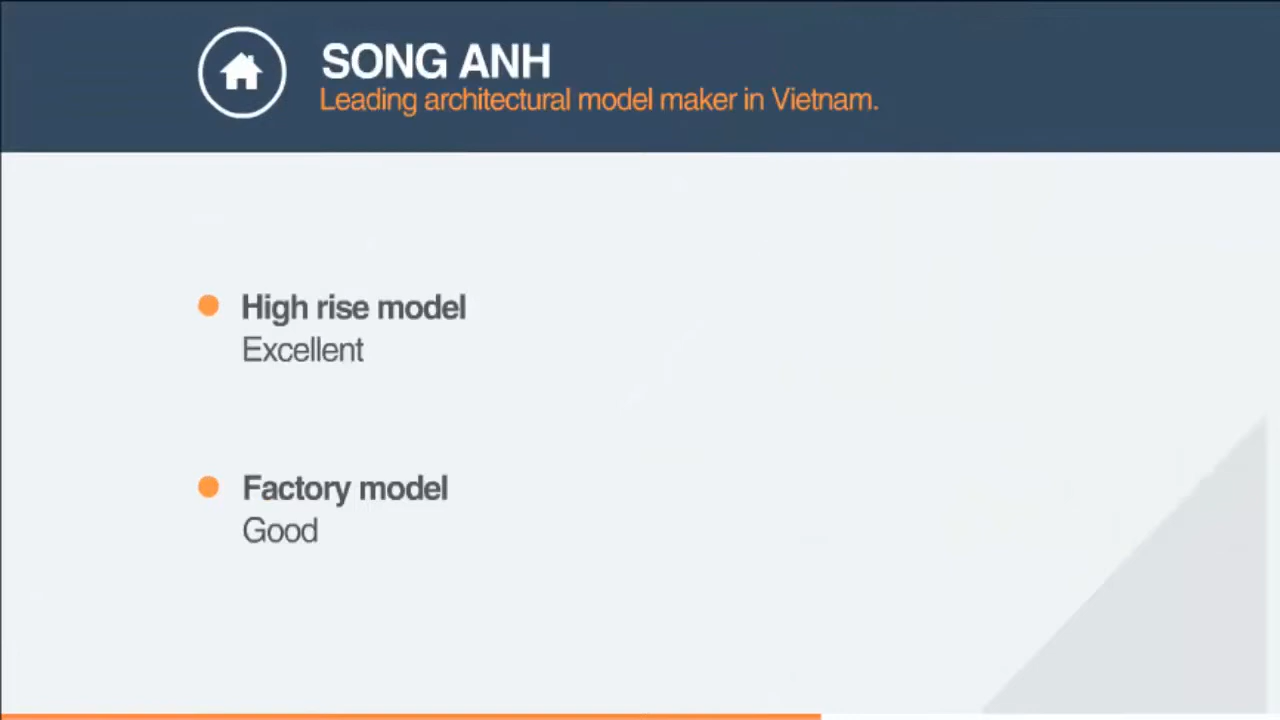 SONG ANH
Leading architectural model maker in Vietnam.
High rise model
Excellent
Factory model
Good